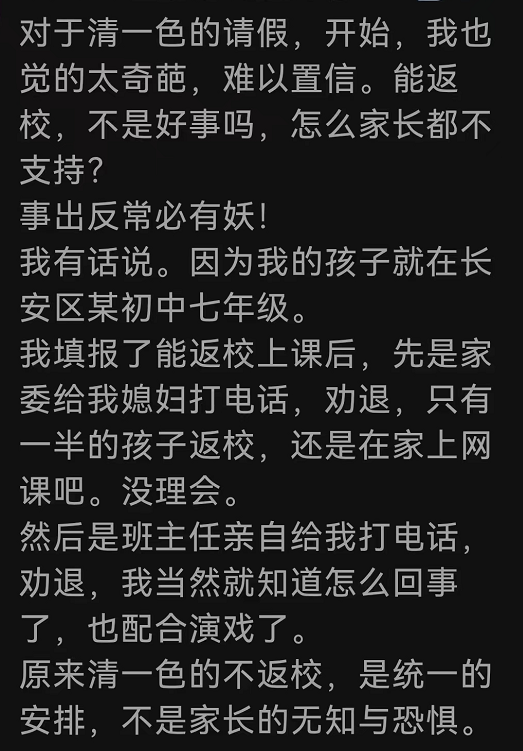 对于清一色的请假，开始，我也
觉的太奇葩，难以置信。能返
校，不是好事吗，怎么家长都不
支持？
事出反常必有妖！
我有话说。因为我的孩子就在长
安区某初中七年级。
我填报了能返校上课后，先是家
委给我媳妇打电话，劝退，只有
一半的孩子返校，还是在家上网
课吧。没理会。
然后是班主任亲自给我打电话，
劝退，我当然就知道怎么回事
了，也配合演戏了。
原来清一色的不返校，是统一的
安排，不是家长的无知与恐惧。